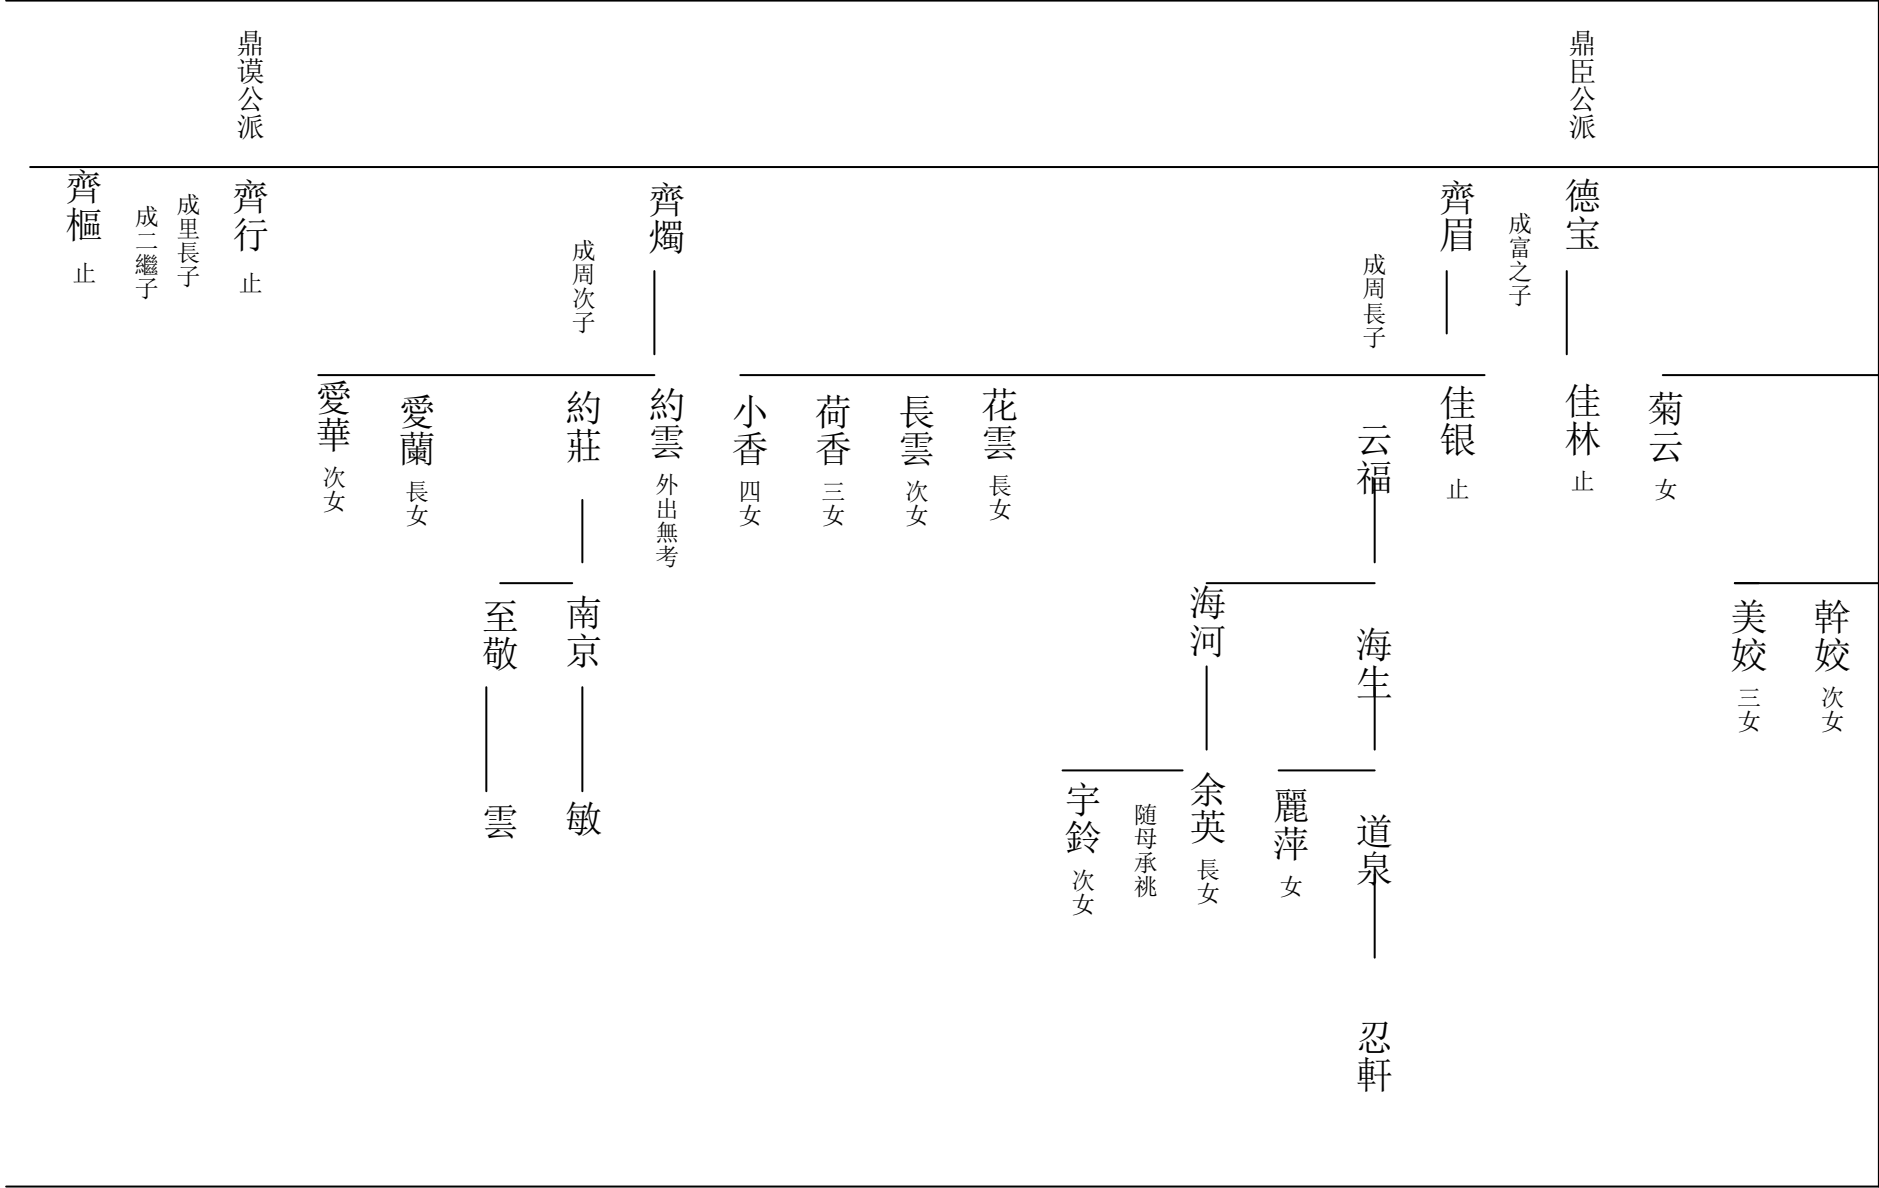 鼎臣公派
鼎谟公派
德宝
成富之子
齊眉
成周長子
齊燭
成周次子
齊行 止
成里長子
成二繼子
齊樞 止
菊云 女
佳林 止
佳银 止
云福
花雲 長女
長雲 次女
荷香 三女
小香 四女
約雲 外出無考
約莊
愛蘭 長女
愛華 次女
幹姣 次女
美姣 三女
海生
海河
南京
至敬
道泉
麗萍 女
余英 長女
随母承祧
宇鈴 次女
敏
雲
忍軒